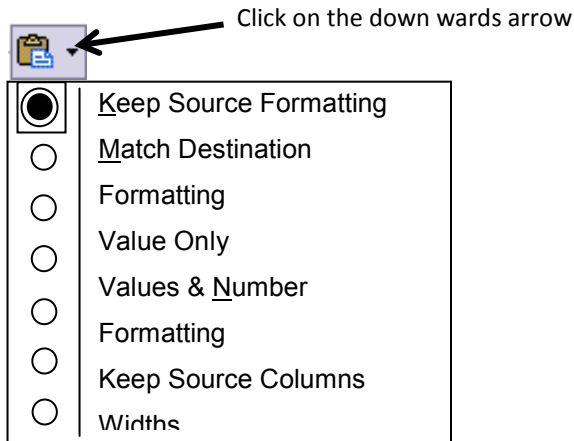 Click on the down wards arrow
Keep Source Formatting
Match Destination
Formatting
Value Only
Values & Number
Formatting
Keep Source Columns
Widths